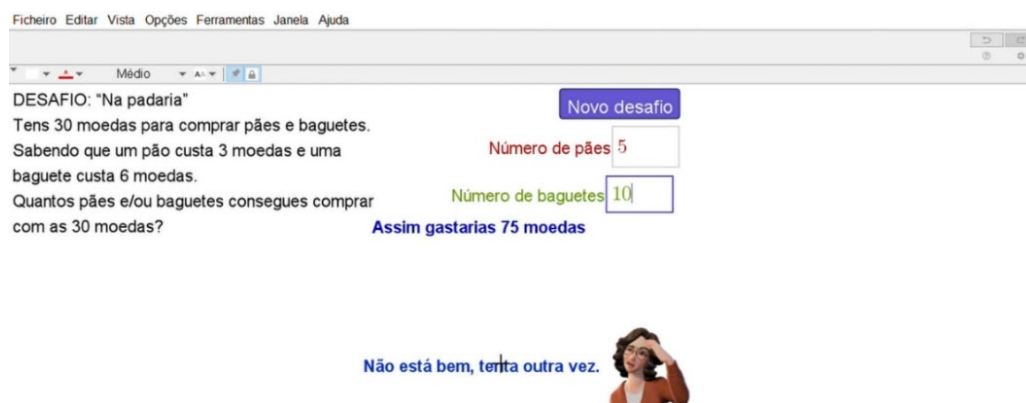 Ficheiro Editar Vista Opções Ferramentas Janela Ajuda
Médio
DESAFIO: "Na padaria"
Tens 30 moedas para comprar pães e baguetes.
Sabendo que um pão custa 3 moedas e uma
baguete custa 6 moedas.
Quantos pães e/ou baguetes consegues comprar
com as 30 moedas?
Novo desafio
Número de pães 5
Número de baguetes 10
Assim gastarias 75 moedas
Não está bem, tenta outra vez.